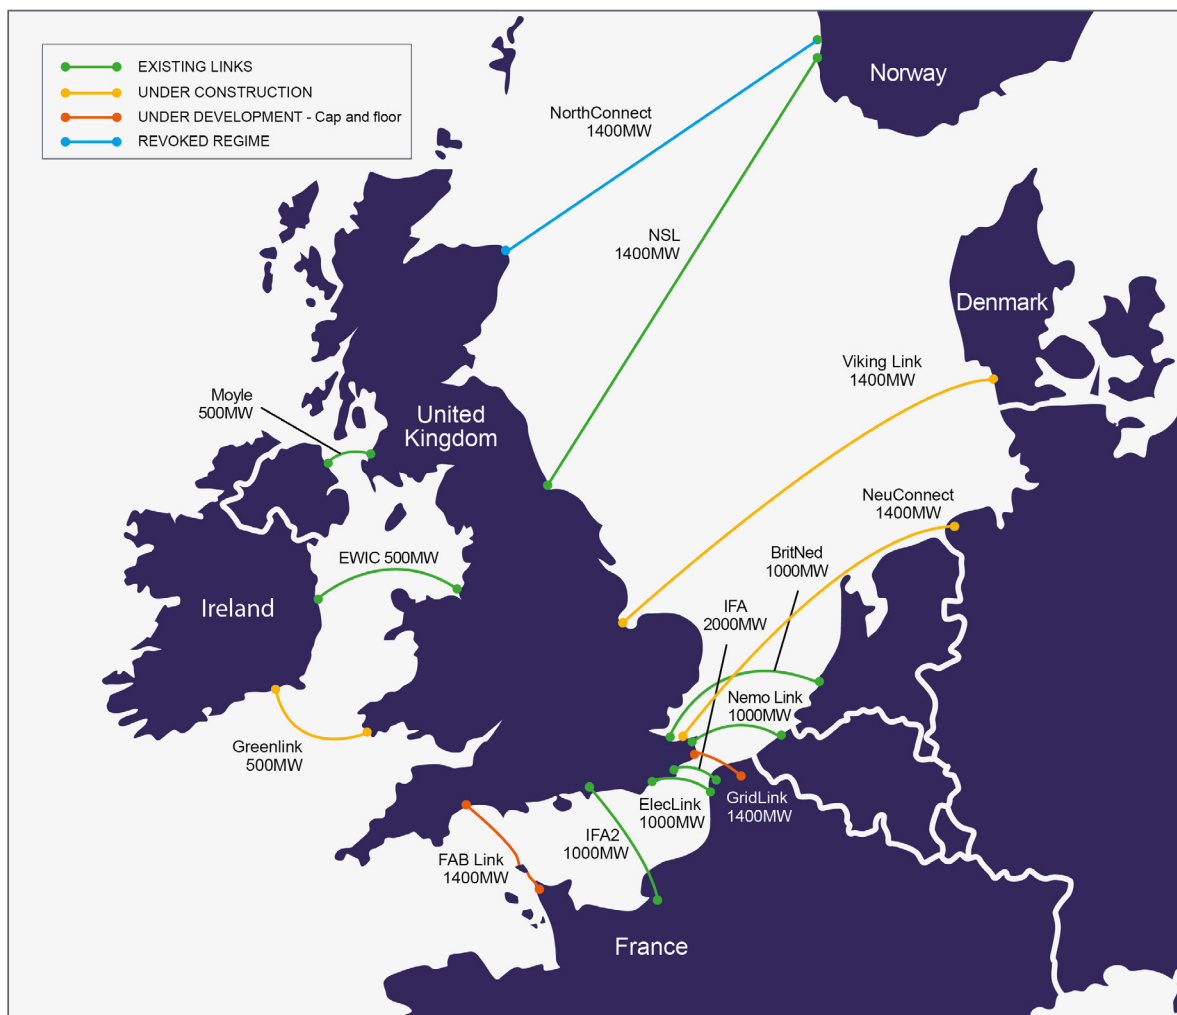 EXISTING LINKS
UNDER CONSTRUCTION
UNDER DEVELOPMENT - Cap and floor
REVOKED REGIME
Norway
NorthConnect
1400MW
NSL
1400MW
Denmark
Viking Link
1400MW
Moyle
500MW
United
Kingdom
NeuConnect
1400MW
EWIC 500MW
BritNed
1000MW
IFA
2000MW
Ireland
Nemo Link
1000MW
Greenlink
500MW
ElecLink
1000MW
GridLink
1400MW
IFA2
1000MW
FAB Link
1400MW
France